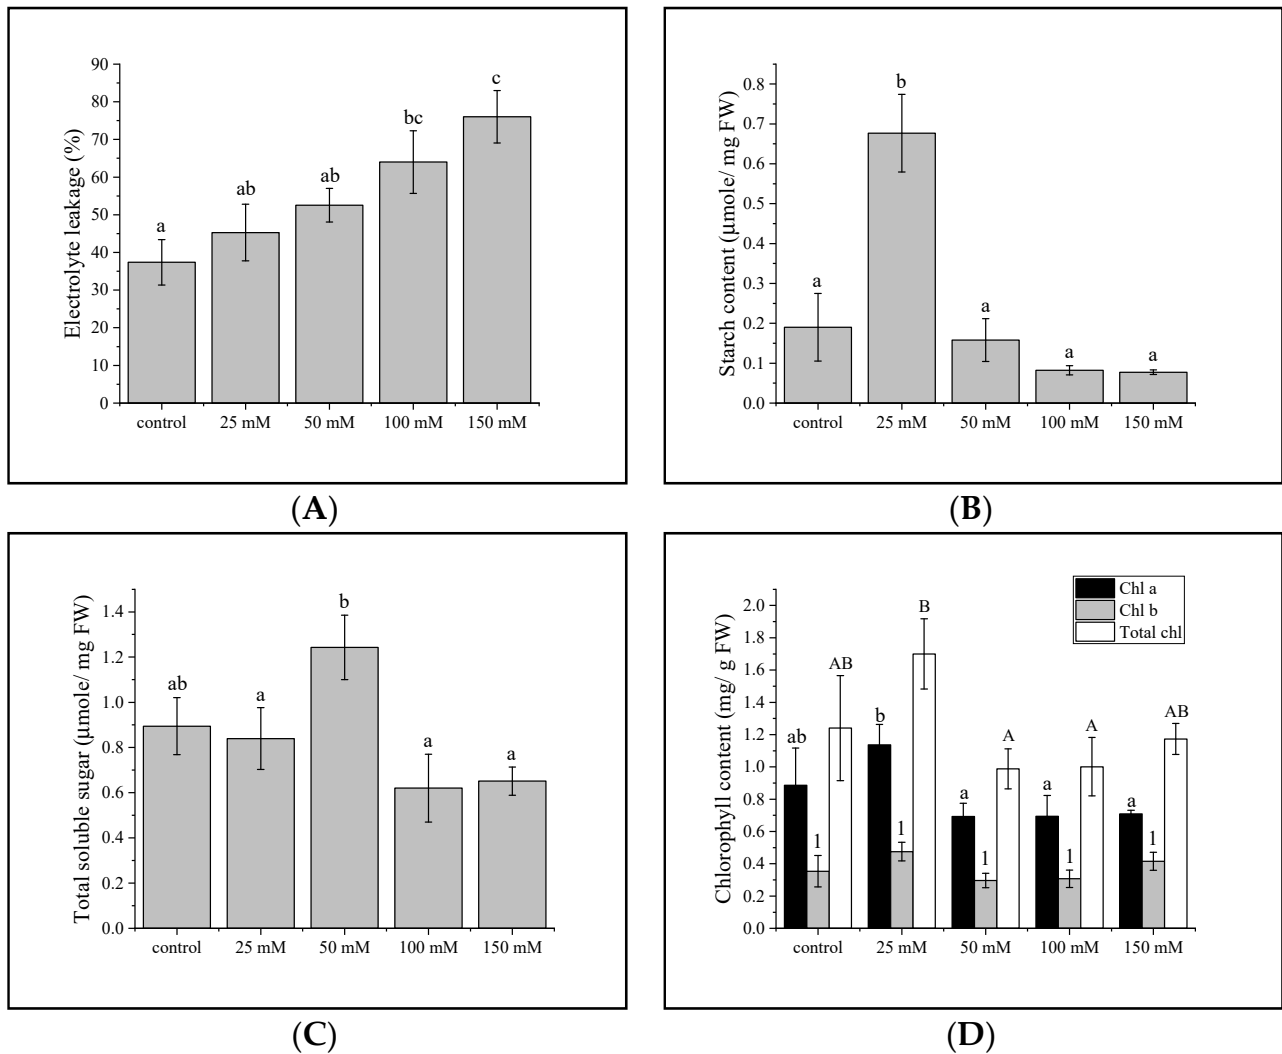 90
80
70
60
50
40
30
20
10
0
Electrolyte leakage (%)
a
ab
ab
bc
c
control 25 mM 50 mM 100 mM 150 mM
(A)
0.8
0.7
0.6
0.5
0.4
0.3
0.2
0.1
0.0
Starch content (μmole/ mg FW)
a
b
a
a
a
control 25 mM 50 mM 100 mM 150 mM
(B)
1.4
1.2
1.0
0.8
0.6
0.4
0.2
0.0
Total soluble sugar (μmole/ mg FW)
ab
a
b
a
a
control 25 mM 50 mM 100 mM 150 mM
(C)
2.0
1.8
1.6
1.4
1.2
1.0
0.8
0.6
0.4
0.2
0.0
Chlorophyll content (mg/ g FW)
Chl a
Chl b
Total chl
ab 1 AB
b 1 B
a 1 A
a 1 A
a 1 AB
control 25 mM 50 mM 100 mM 150 mM
(D)